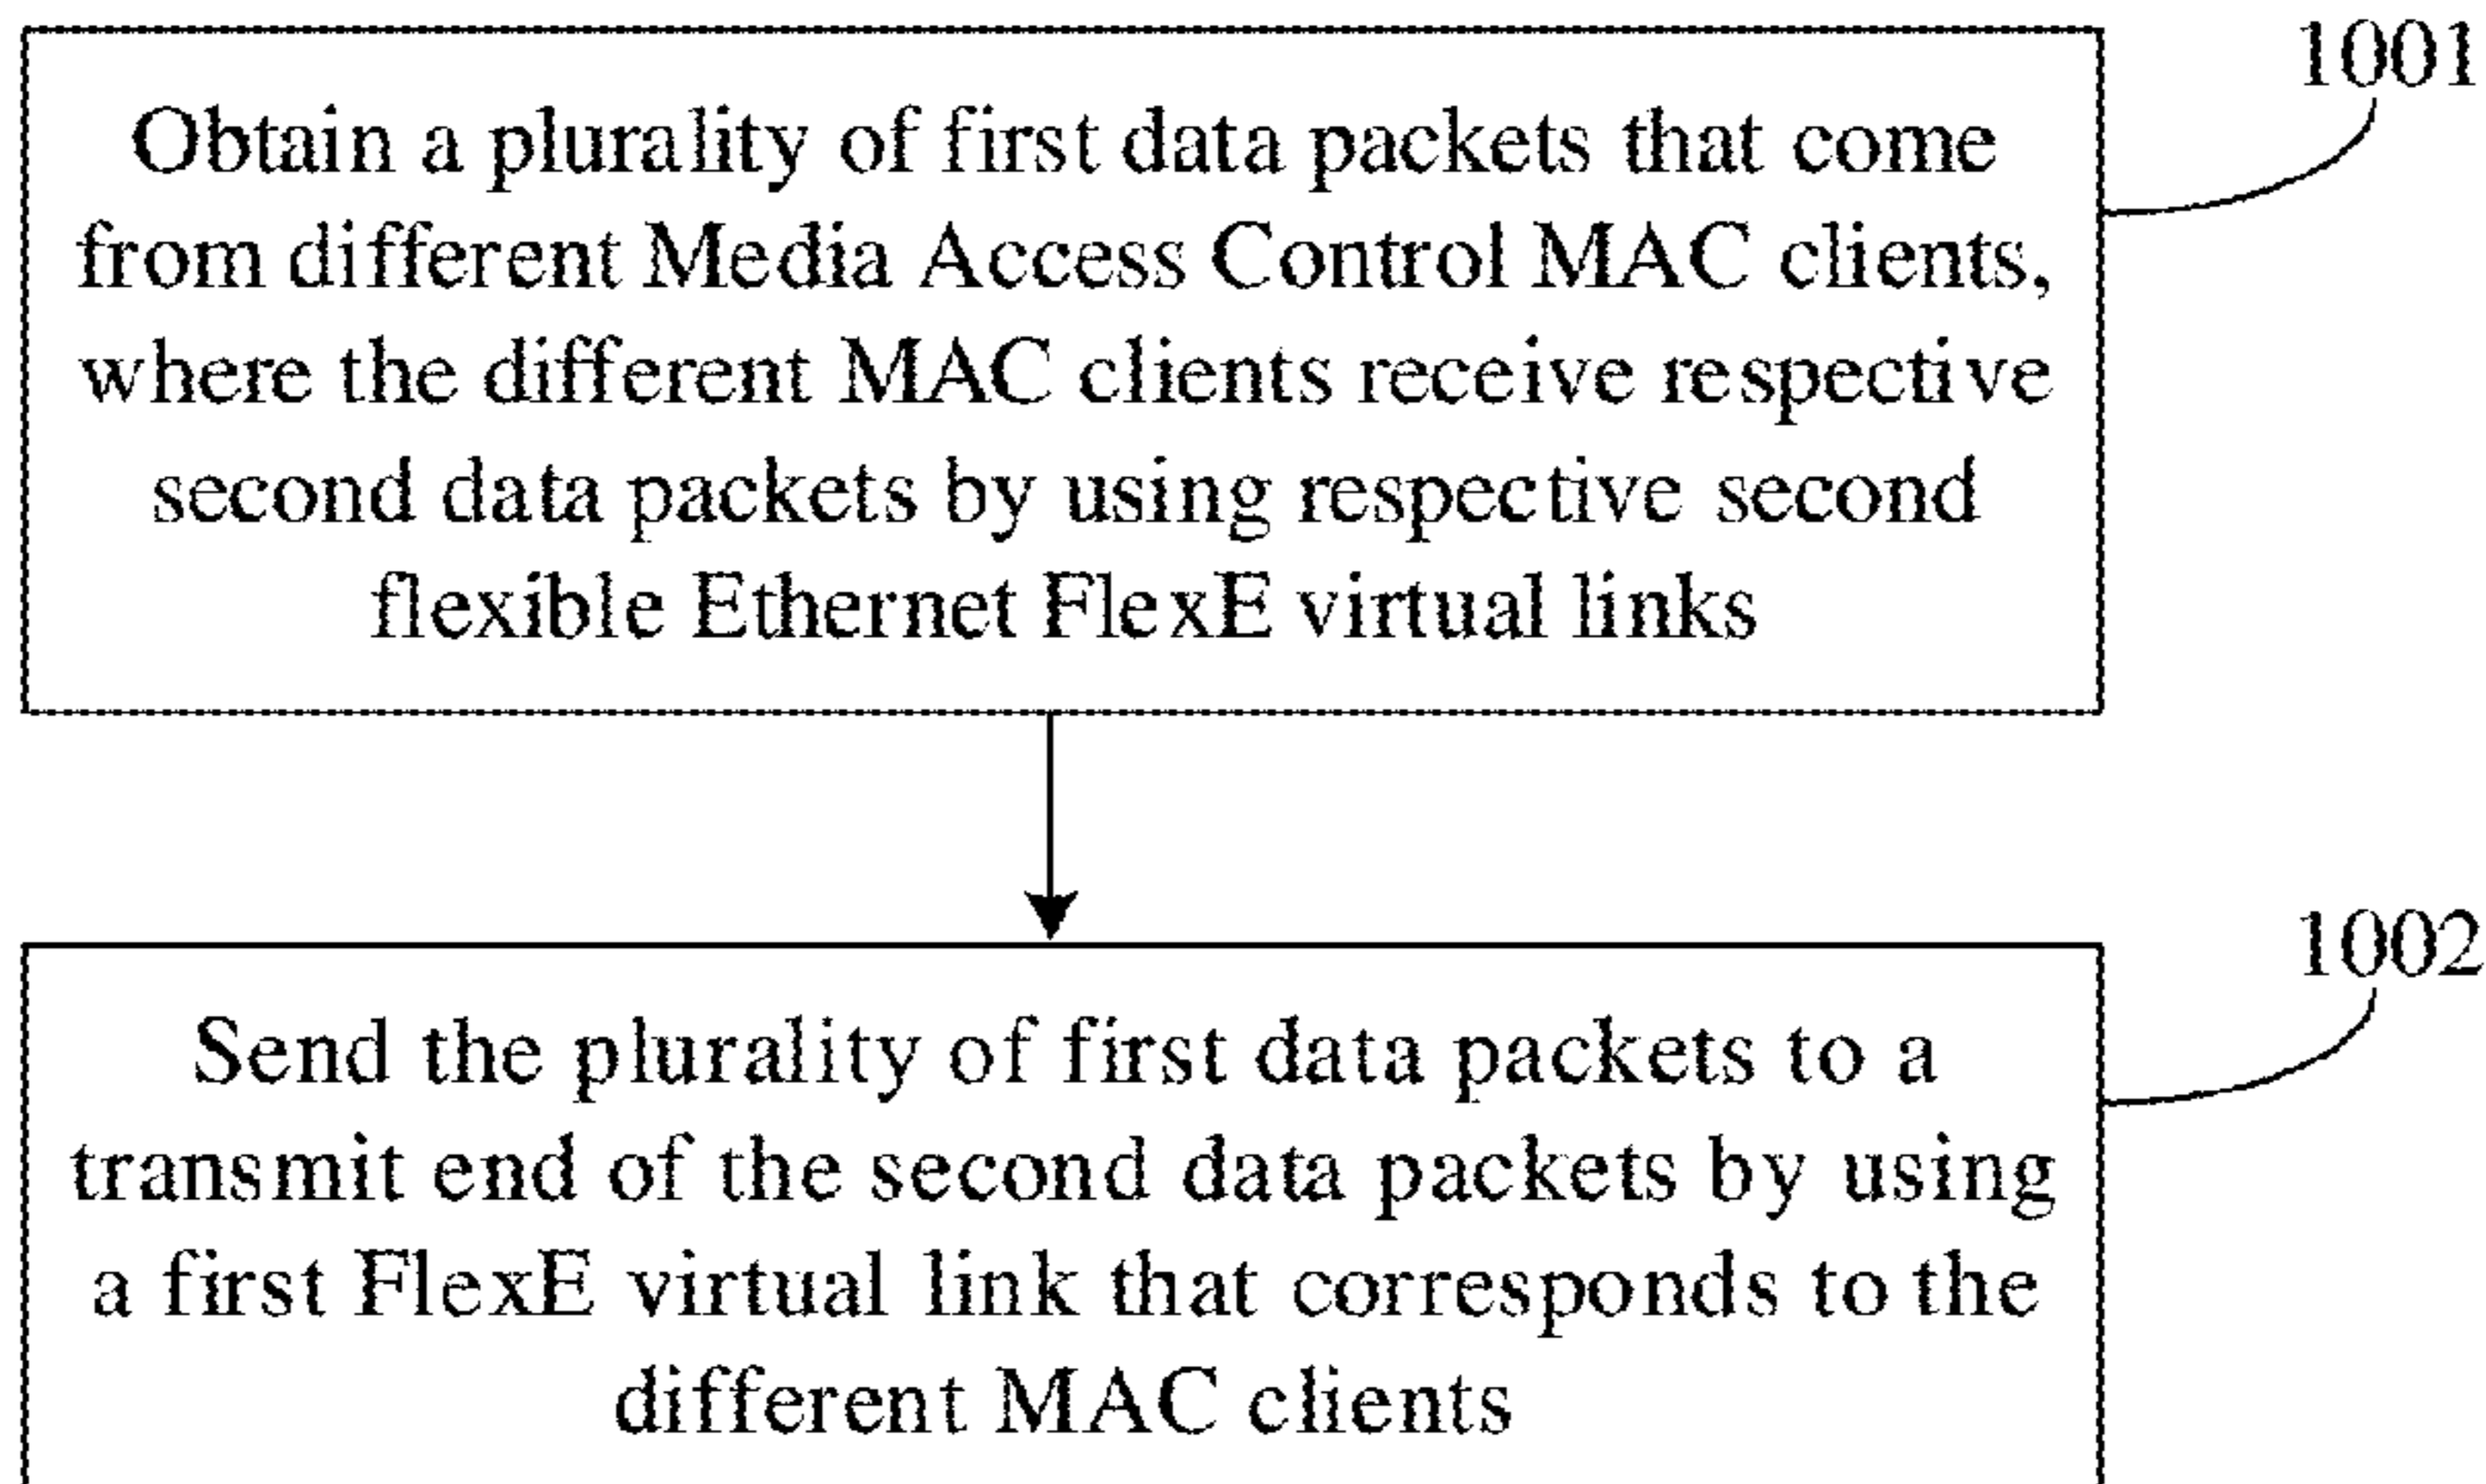 1001
Obtain a plurality of first data packets that come
from different Media Access Control MAC clients,
where the different MAC clients receive respective
second data packets by using respective second
flexible Ethernet FlexE virtual links
1002
Send the plurality of first data packets to a
transmit end of the second data packets by using
a first FlexE virtual link that corresponds to the
different MAC clients